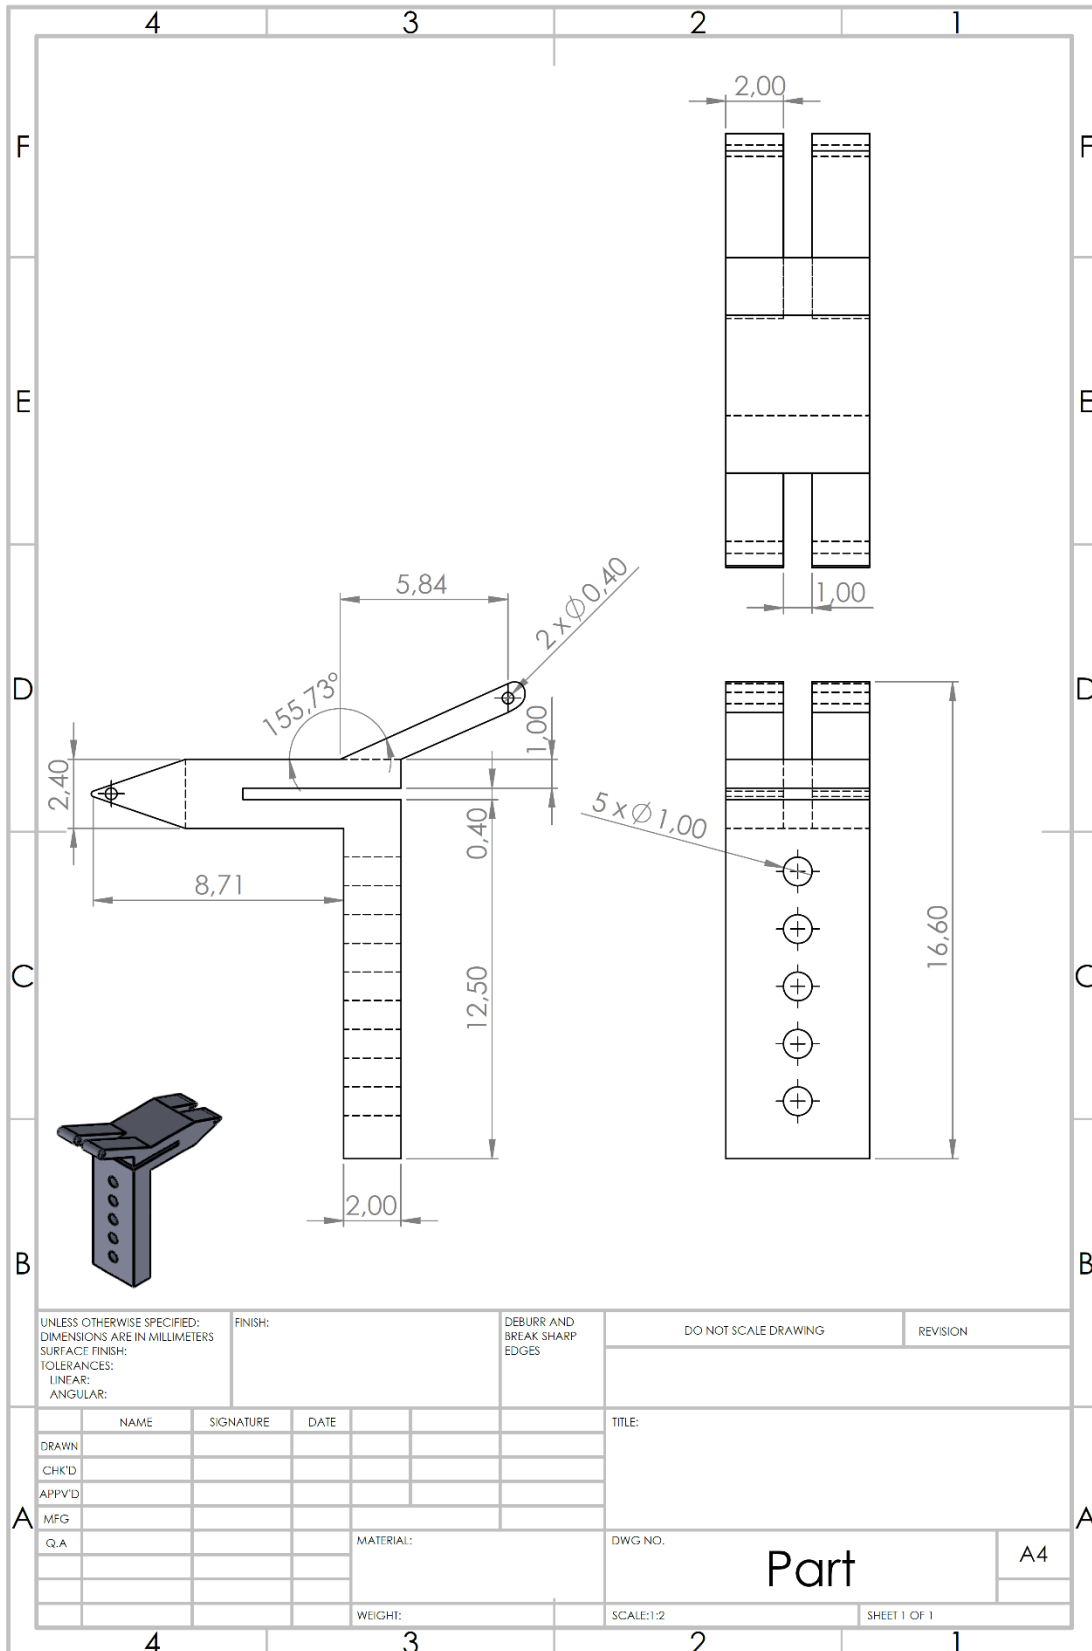 4 3 2 1
F F
E E
D D
C C
B B
A A
2,00
1,00
5,84
2 x Ø 0,40
155,73°
1,00
2,40
0,40
5 x Ø 1,00
8,71
12,50
16,60
2,00
UNLESS OTHERWISE SPECIFIED:
DIMENSIONS ARE IN MILLIMETERS
SURFACE FINISH:
TOLERANCES:
LINEAR:
ANGULAR:
FINISH:
DEBURR AND
BREAK SHARP
EDGES
DO NOT SCALE DRAWING
REVISION
NAME SIGNATURE DATE
DRAWN
CHK'D
APPV'D
MFG
Q.A
TITLE:
MATERIAL:
DWG NO.
Part
A4
WEIGHT:
SCALE:1:2
SHEET 1 OF 1
4 3 2 1